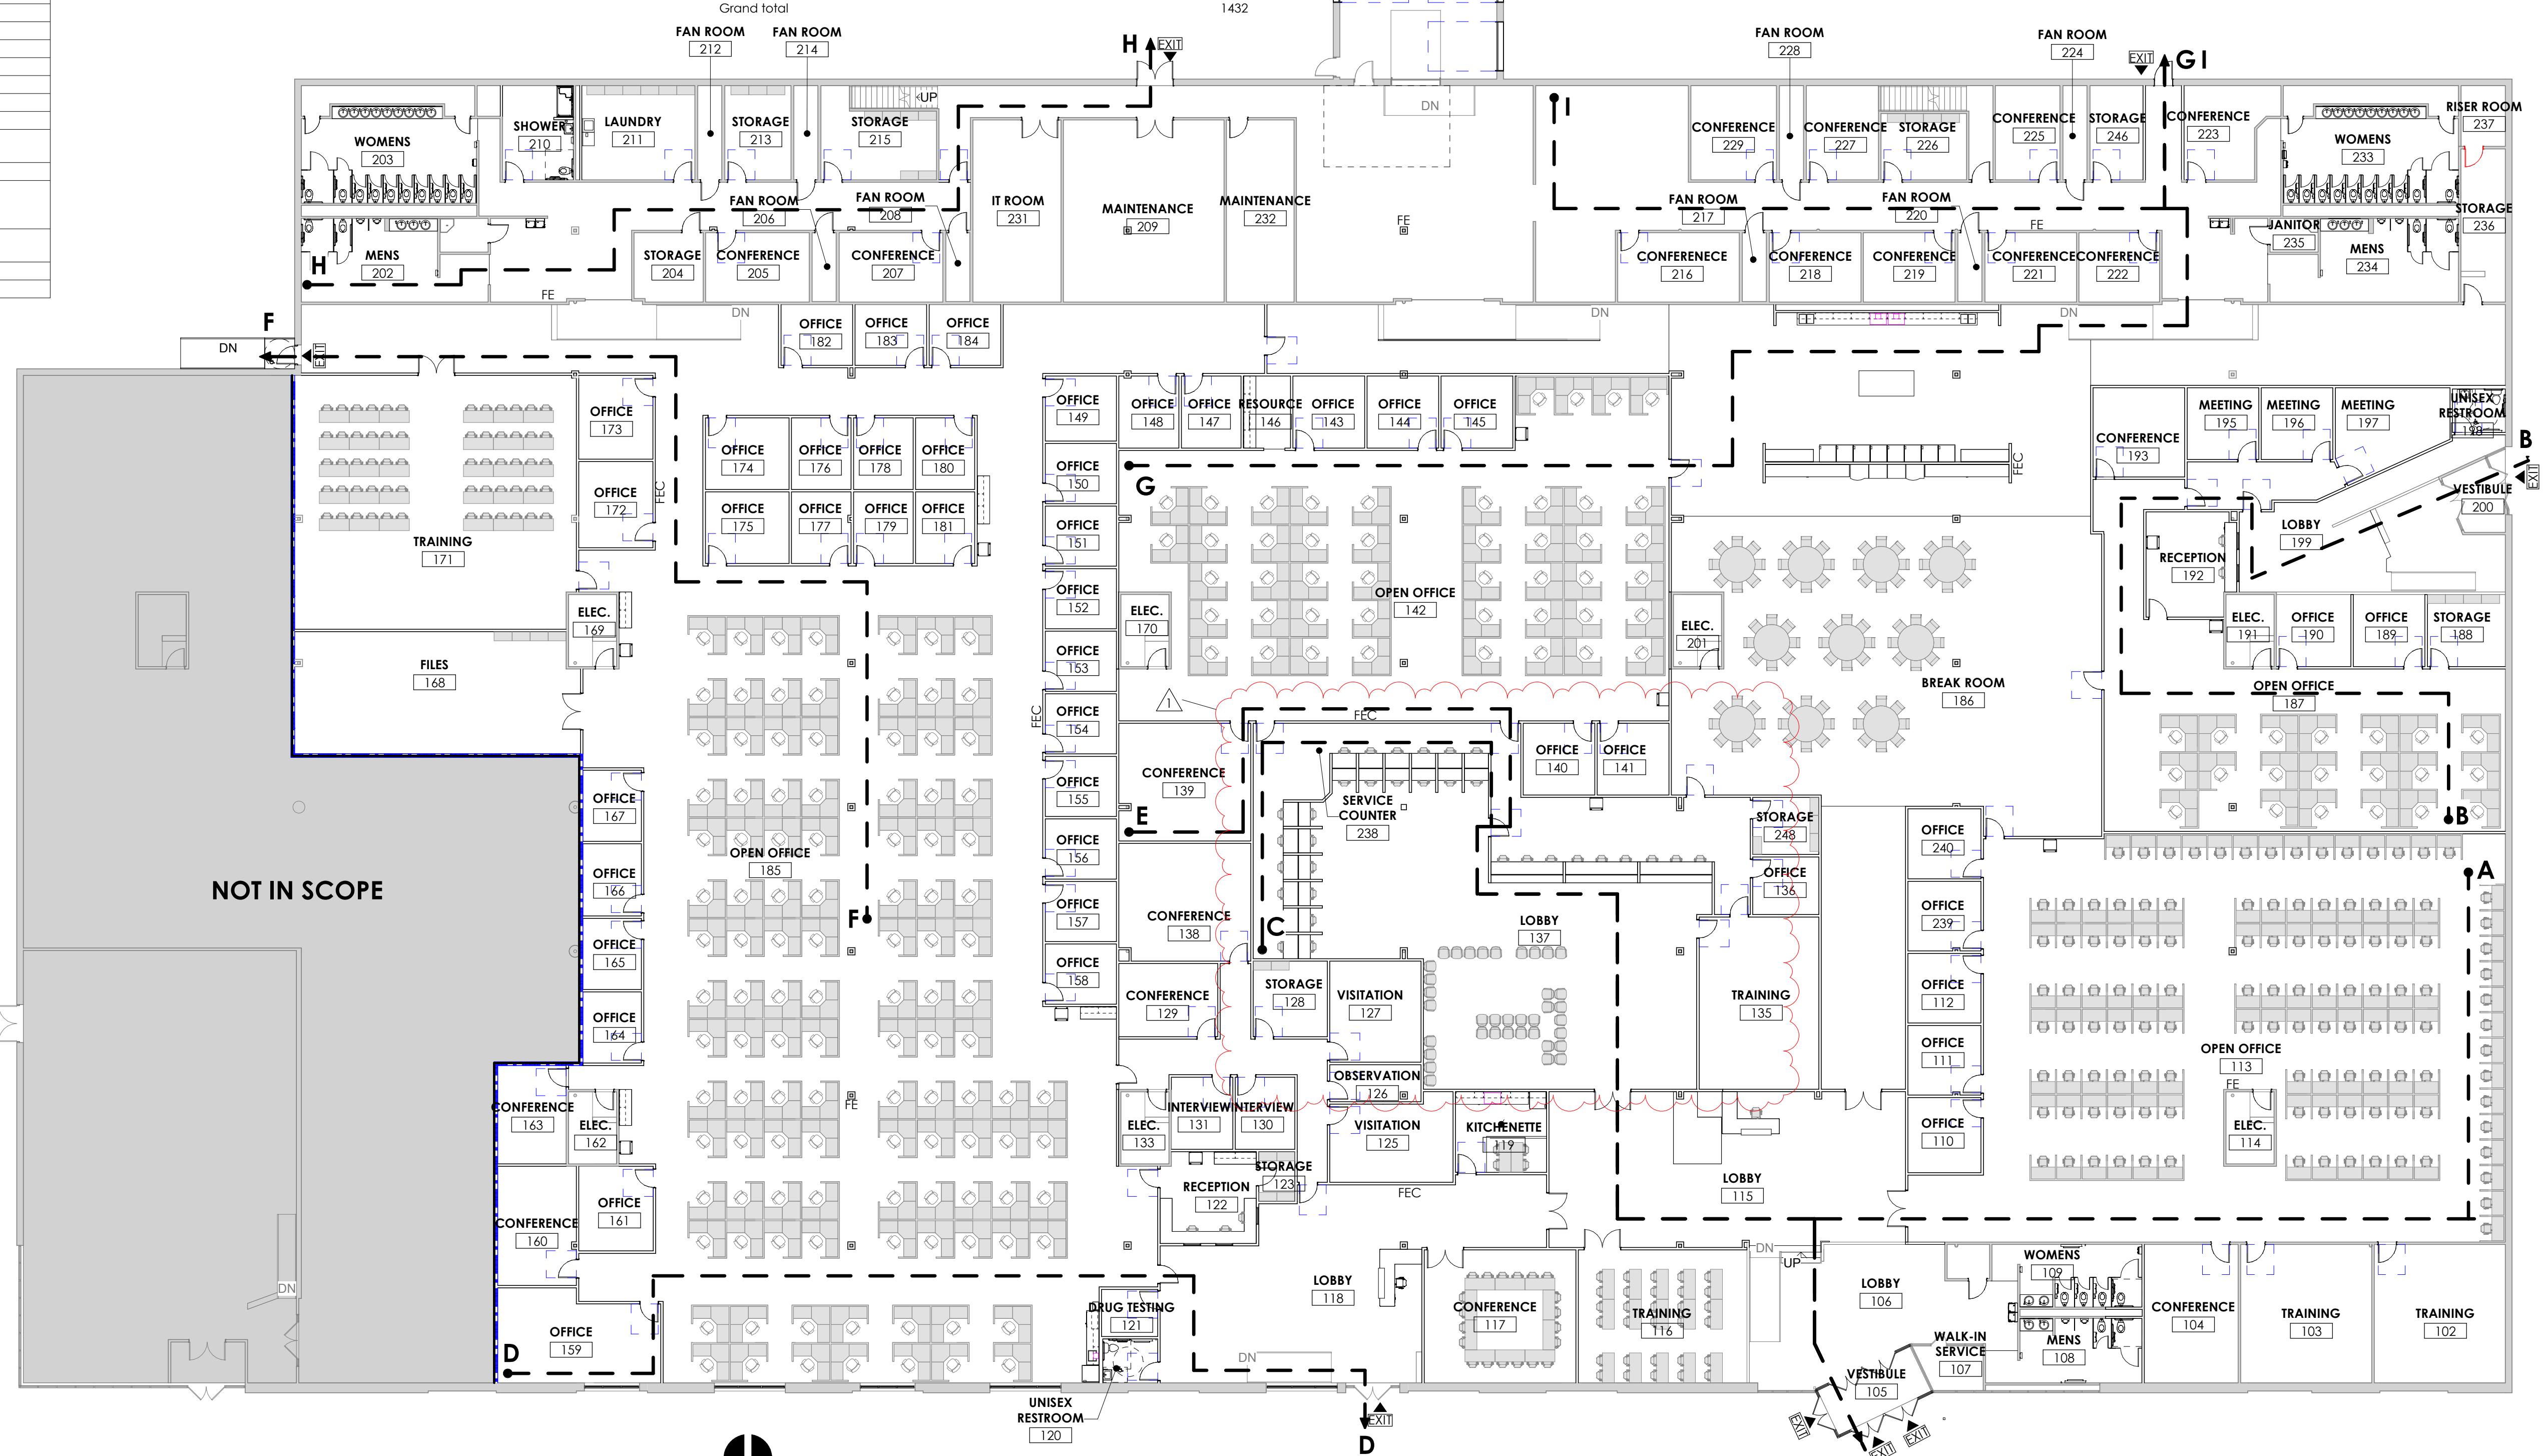 Grand total 1432
FAN ROOM
212
FAN ROOM
214
H
EXIT
FAN ROOM
228
FAN ROOM
224
EXIT
G1
UP
DN
I
WOMENS
203
SHOWER
210
LAUNDRY
211
STORAGE
213
STORAGE
215
CONFERENCE
229
CONFERENCE
227
STORAGE
226
CONFERENCE
225
STORAGE
246
CONFERENCE
223
WOMENS
233
RISER ROOM
237
FAN ROOM
206
FAN ROOM
208
IT ROOM
231
MAINTENANCE
209
MAINTENANCE
232
FE
FAN ROOM
217
FAN ROOM
220
FE
JANITOR
235
STORAGE
236
H
MENS
202
STORAGE
204
CONFERENCE
205
CONFERENCE
207
CONFERENECE
216
CONFERENCE
218
CONFERENCE
219
CONFERENCE
221
CONFERENCE
222
MENS
234
FE
F
DN
EXIT
DN
DN
DN
OFFICE
182
OFFICE
183
OFFICE
184
OFFICE
173
OFFICE
149
OFFICE
148
OFFICE
147
RESOURCE
146
OFFICE
143
OFFICE
144
OFFICE
145
MEETING
195
MEETING
196
MEETING
197
UNISEX
RESTROOM
198
B
EXIT
CONFERENCE
193
VESTIBULE
200
OFFICE
174
OFFICE
176
OFFICE
178
OFFICE
180
OFFICE
150
G
FEC
OFFICE
172
FEC
OFFICE
175
OFFICE
177
OFFICE
179
OFFICE
181
OFFICE
151
LOBBY
199
TRAINING
171
RECEPTION
192
OFFICE
152
OPEN OFFICE
142
ELEC.
169
ELEC.
170
ELEC.
201
ELEC.
191
OFFICE
190
OFFICE
189
STORAGE
188
FILES
168
OFFICE
153
BREAK ROOM
186
OPEN OFFICE
187
1
FEC
OFFICE
154
FEC
OFFICE
140
OFFICE
141
CONFERENCE
139
OFFICE
155
OFFICE
167
SERVICE
COUNTER
238
E
STORAGE
248
OFFICE
240
B
OFFICE
156
OPEN OFFICE
185
NOT IN SCOPE
OFFICE
166
OFFICE
136
A
OFFICE
157
F
CONFERENCE
138
C
LOBBY
137
OFFICE
239
OFFICE
165
OFFICE
158
CONFERENCE
129
STORAGE
128
VISITATION
127
TRAINING
135
OFFICE
112
OFFICE
164
OFFICE
111
OPEN OFFICE
113
FE
OBSERVATION
126
FE
CONFERENCE
163
ELEC.
162
ELEC.
133
INTERVIEW
131
INTERVIEW
130
VISITATION
125
KITCHENETTE
119
OFFICE
110
ELEC.
114
STORAGE
123
RECEPTION
122
FEC
LOBBY
115
CONFERENCE
160
OFFICE
161
DN
UP
DN
LOBBY
118
LOBBY
106
WOMENS
109
DRUG TESTING
121
CONFERENCE
117
TRAINING
116
CONFERENCE
104
TRAINING
103
TRAINING
102
OFFICE
159
D
DN
WALK-IN
SERVICE
107
MENS
108
VESTIBULE
105
UNISEX
RESTROOM
120
EXIT
D
EXIT
EXIT
EXIT